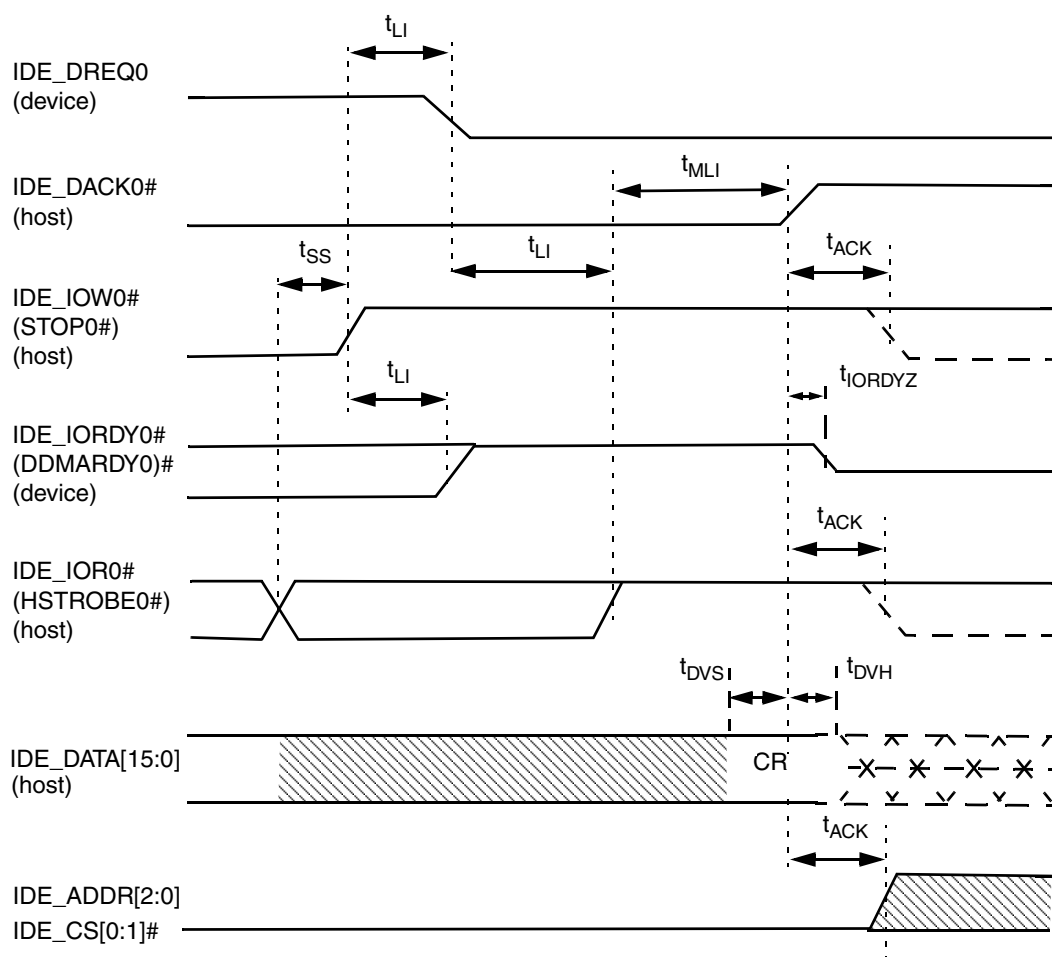 tLI
IDE_DREQ0
(device)
tMLI
IDE_DACK0#
(host)
tSS
tLI
tACK
IDE_IOW0#
(STOP0#)
(host)
tLI
tIORDYZ
IDE_IORDY0#
(DDMARDY0)#
(device)
tACK
IDE_IOR0#
(HSTROBE0#)
(host)
tDVS
tDVH
IDE_DATA[15:0]
(host)
CR
tACK
IDE_ADDR[2:0]
IDE_CS[0:1]#